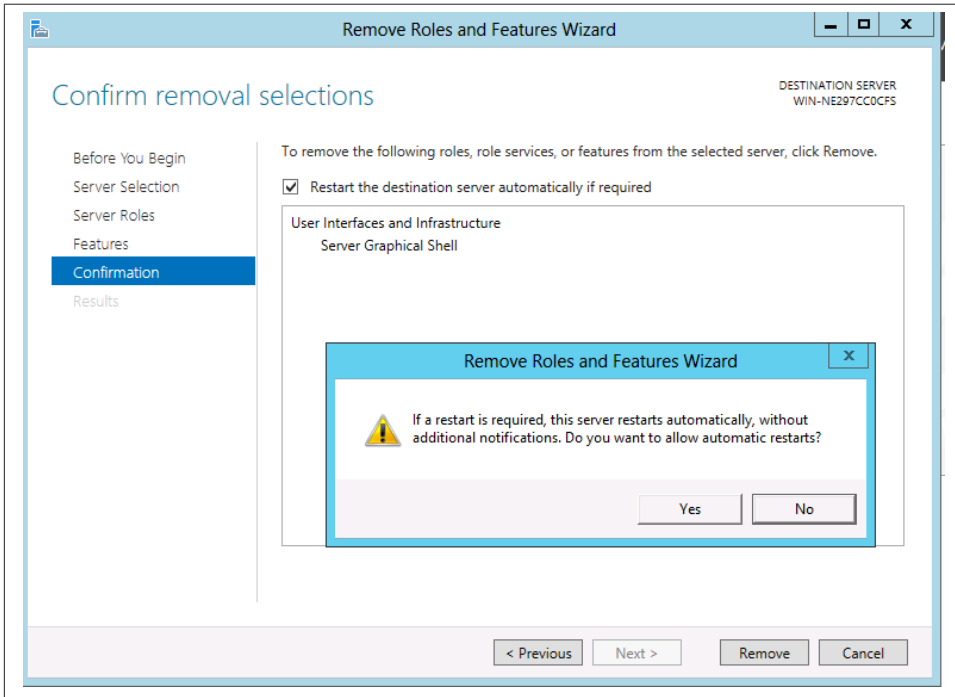 Remove Roles and Features Wizard
Confirm removal selections
DESTINATION SERVER
WIN-NE297CC0CFS
Before You Begin
Server Selection
Server Roles
Features
Confirmation
Results
To remove the following roles, role services, or features from the selected server, click Remove.
Restart the destination server automatically if required
User Interfaces and Infrastructure
Server Graphical Shell
Remove Roles and Features Wizard
If a restart is required, this server restarts automatically, without
additional notifications. Do you want to allow automatic restarts?
Yes
No
< Previous
Next >
Remove
Cancel